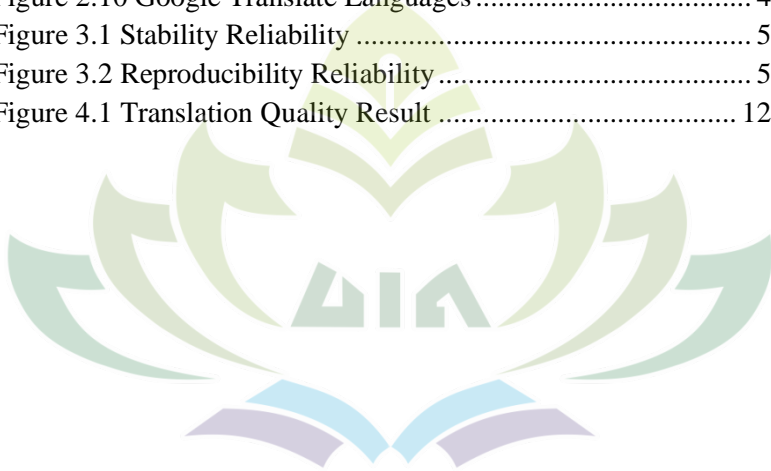 Figure 2.10 Google Translate Languages ............................................... 4
Figure 3.1 Stability Reliability .................................................................... 5
Figure 3.2 Reproducibility Reliability ...................................................... 5
Figure 4.1 Translation Quality Result .................................... 12
UIN